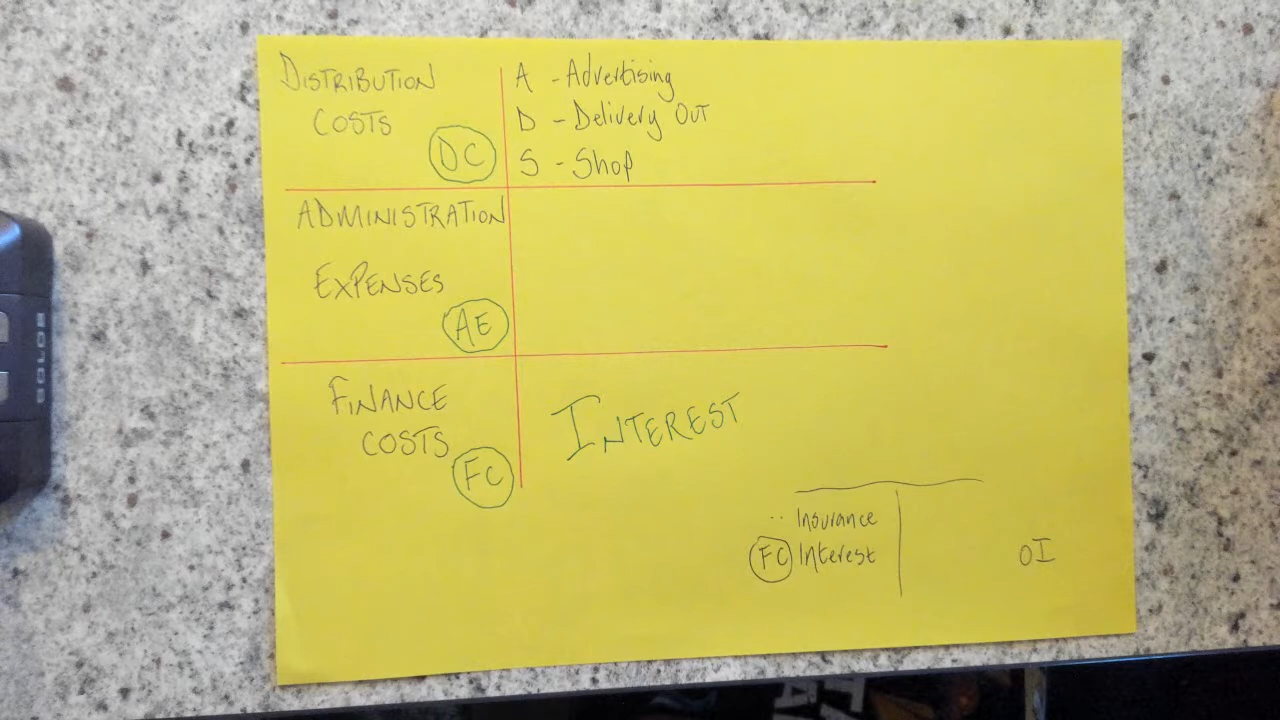 DISTRIBUTION
COSTS
DC
A - Advertising
D - Delivery OUT
S - Shop
ADMINISTRATION
EXPENSES
AE
FINANCE
COSTS
FC
INTEREST
.. Insurance
FC Interest
OI